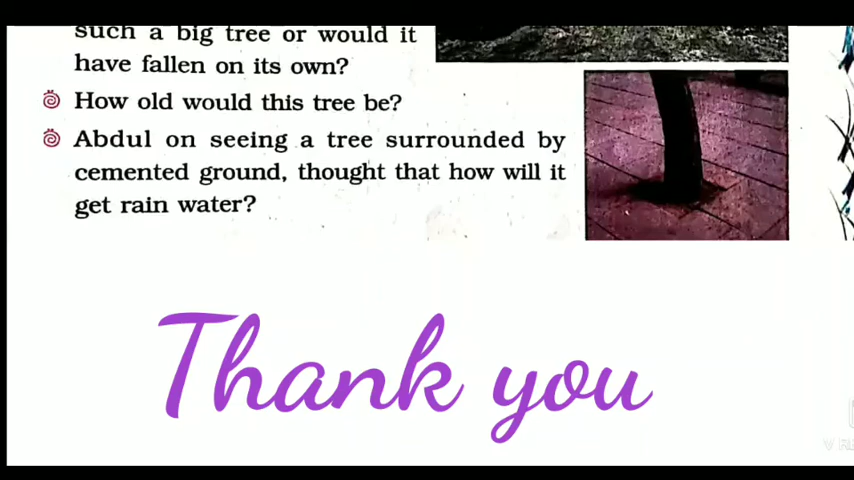 such a big tree or would it
have fallen on its own?
How old would this tree be?
Abdul on seeing a tree surrounded by
cemented ground, thought that how will it
get rain water?
Thank you